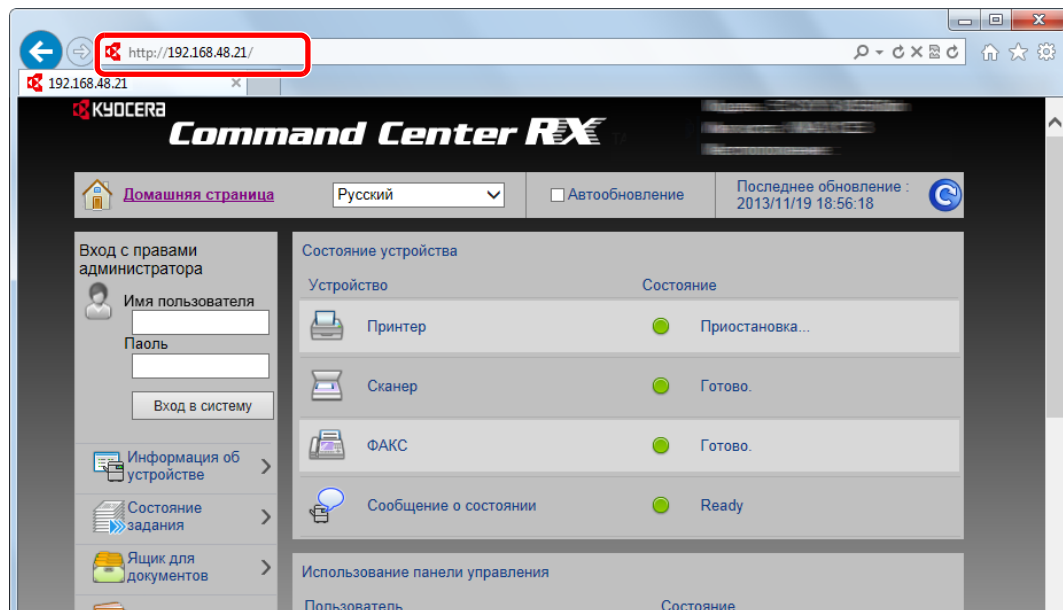 http://192.168.48.21/
192.168.48.21
KYOCERA
Command Center RX
Домашняя страница
Русский
Автообновление
Последнее обновление :
2013/11/19 18:56:18
Вход с правами
администратора
Имя пользователя
Паоль
Вход в систему
Информация об
устройстве
Состояние
задания
Ящик для
документов
Состояние устройства
Устройство Состояние
Принтер Приостановка...
Сканер Готово.
ФАКС Готово.
Сообщение о состоянии Ready
Использование панели управления
Пользователь Состояние